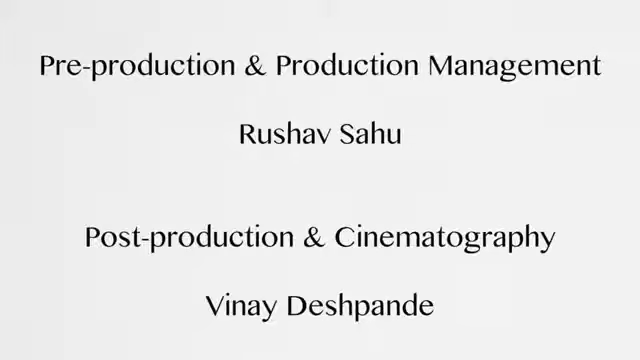 Pre-production & Production Management
Rushav Sahu
Post-production & Cinematography
Vinay Deshpande